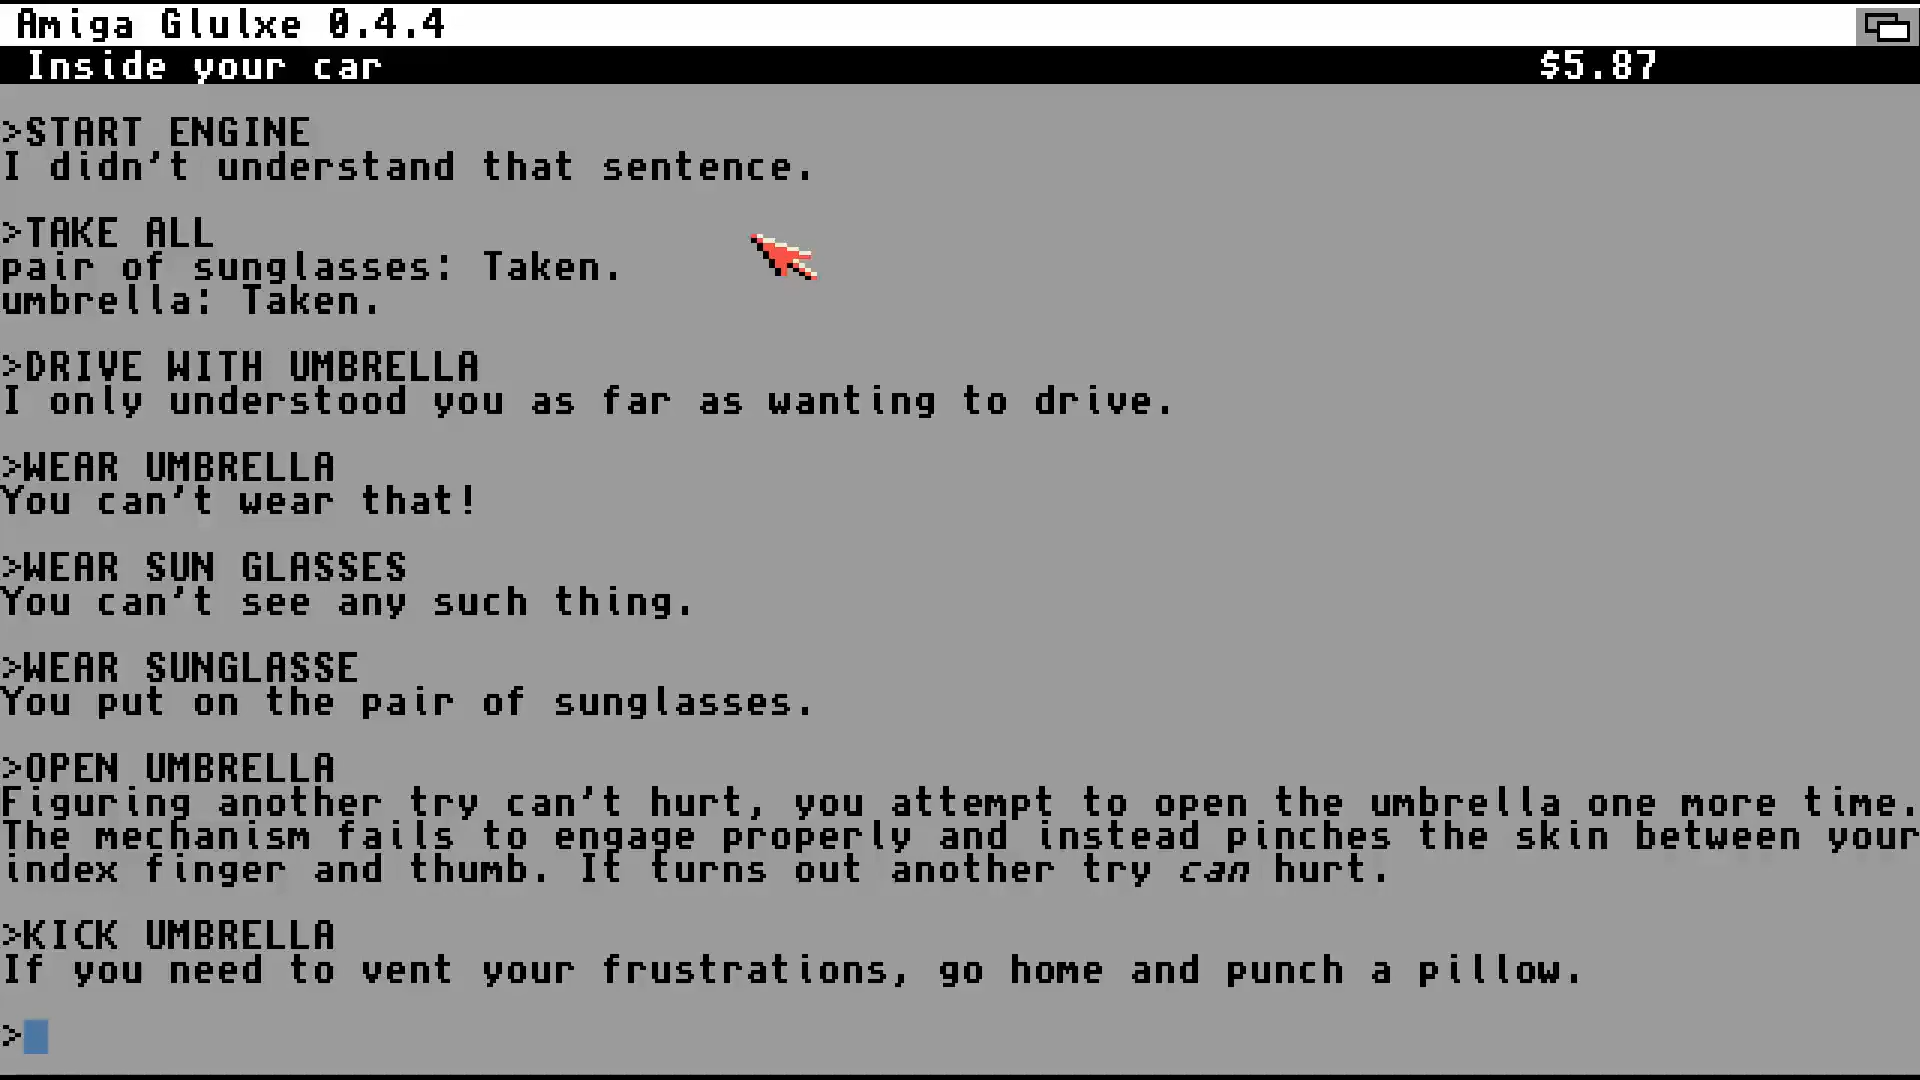 Amiga Glulxe 0.4.4
Inside your car $5.87
>START ENGINE
I didn't understand that sentence.
>TAKE ALL
pair of sunglasses: Taken.
umbrella: Taken.
>DRIVE WITH UMBRELLA
I only understood you as far as wanting to drive.
>WEAR UMBRELLA
You can't wear that!
>WEAR SUN GLASSES
You can't see any such thing.
>WEAR SUNGLASSE
You put on the pair of sunglasses.
>OPEN UMBRELLA
Figuring another try can't hurt, you attempt to open the umbrella one more time.
The mechanism fails to engage properly and instead pinches the skin between your
index finger and thumb. It turns out another try can hurt.
>KICK UMBRELLA
If you need to vent your frustrations, go home and punch a pillow.
>